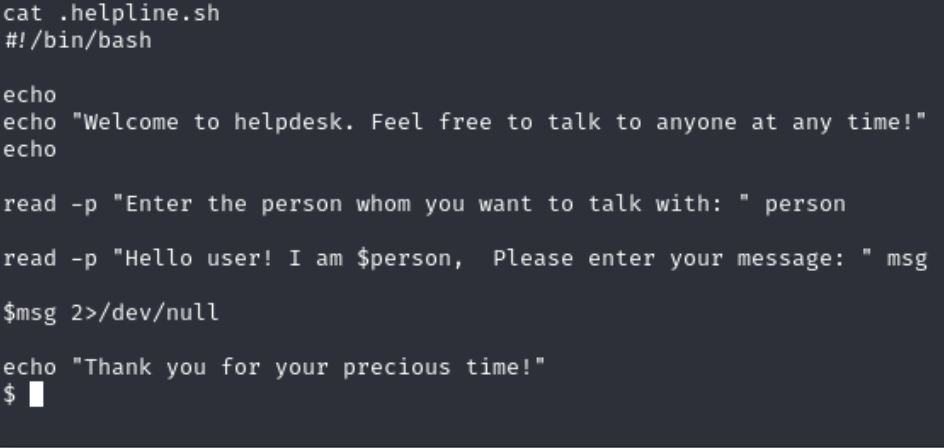 cat .helpline.sh
#!/bin/bash
echo
echo "Welcome to helpdesk. Feel free to talk to anyone at any time!"
echo
read -p "Enter the person whom you want to talk with: " person
read -p "Hello user! I am $person,  Please enter your message: " msg
$msg 2>/dev/null
echo "Thank you for your precious time!"
$